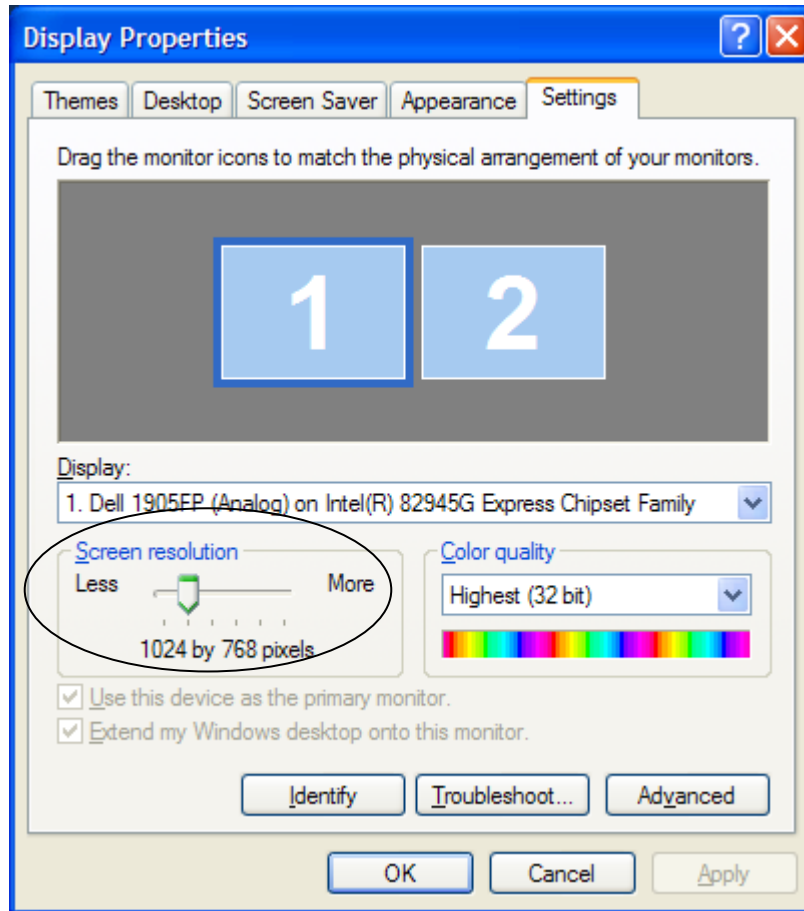 Display Properties
Themes Desktop Screen Saver Appearance Settings
Drag the monitor icons to match the physical arrangement of your monitors.
1 2
Display:
1. Dell 1905FP (Analog) on Intel(R) 82945G Express Chipset Family
Screen resolution
Less More
1024 by 768 pixels
Color quality
Highest (32 bit)
Use this device as the primary monitor.
Extend my Windows desktop onto this monitor.
Identify Troubleshoot... Advanced
OK Cancel Apply